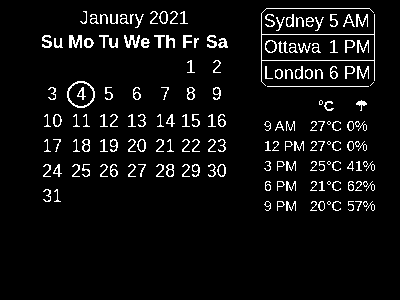 January 2021
Su Mo Tu We Th Fr Sa
1 2
3 4 5 6 7 8 9
10 11 12 13 14 15 16
17 18 19 20 21 22 23
24 25 26 27 28 29 30
31
Sydney 5 AM
Ottawa 1 PM
London 6 PM
°C ☂
9 AM 27°C 0%
12 PM 27°C 0%
3 PM 25°C 41%
6 PM 21°C 62%
9 PM 20°C 57%